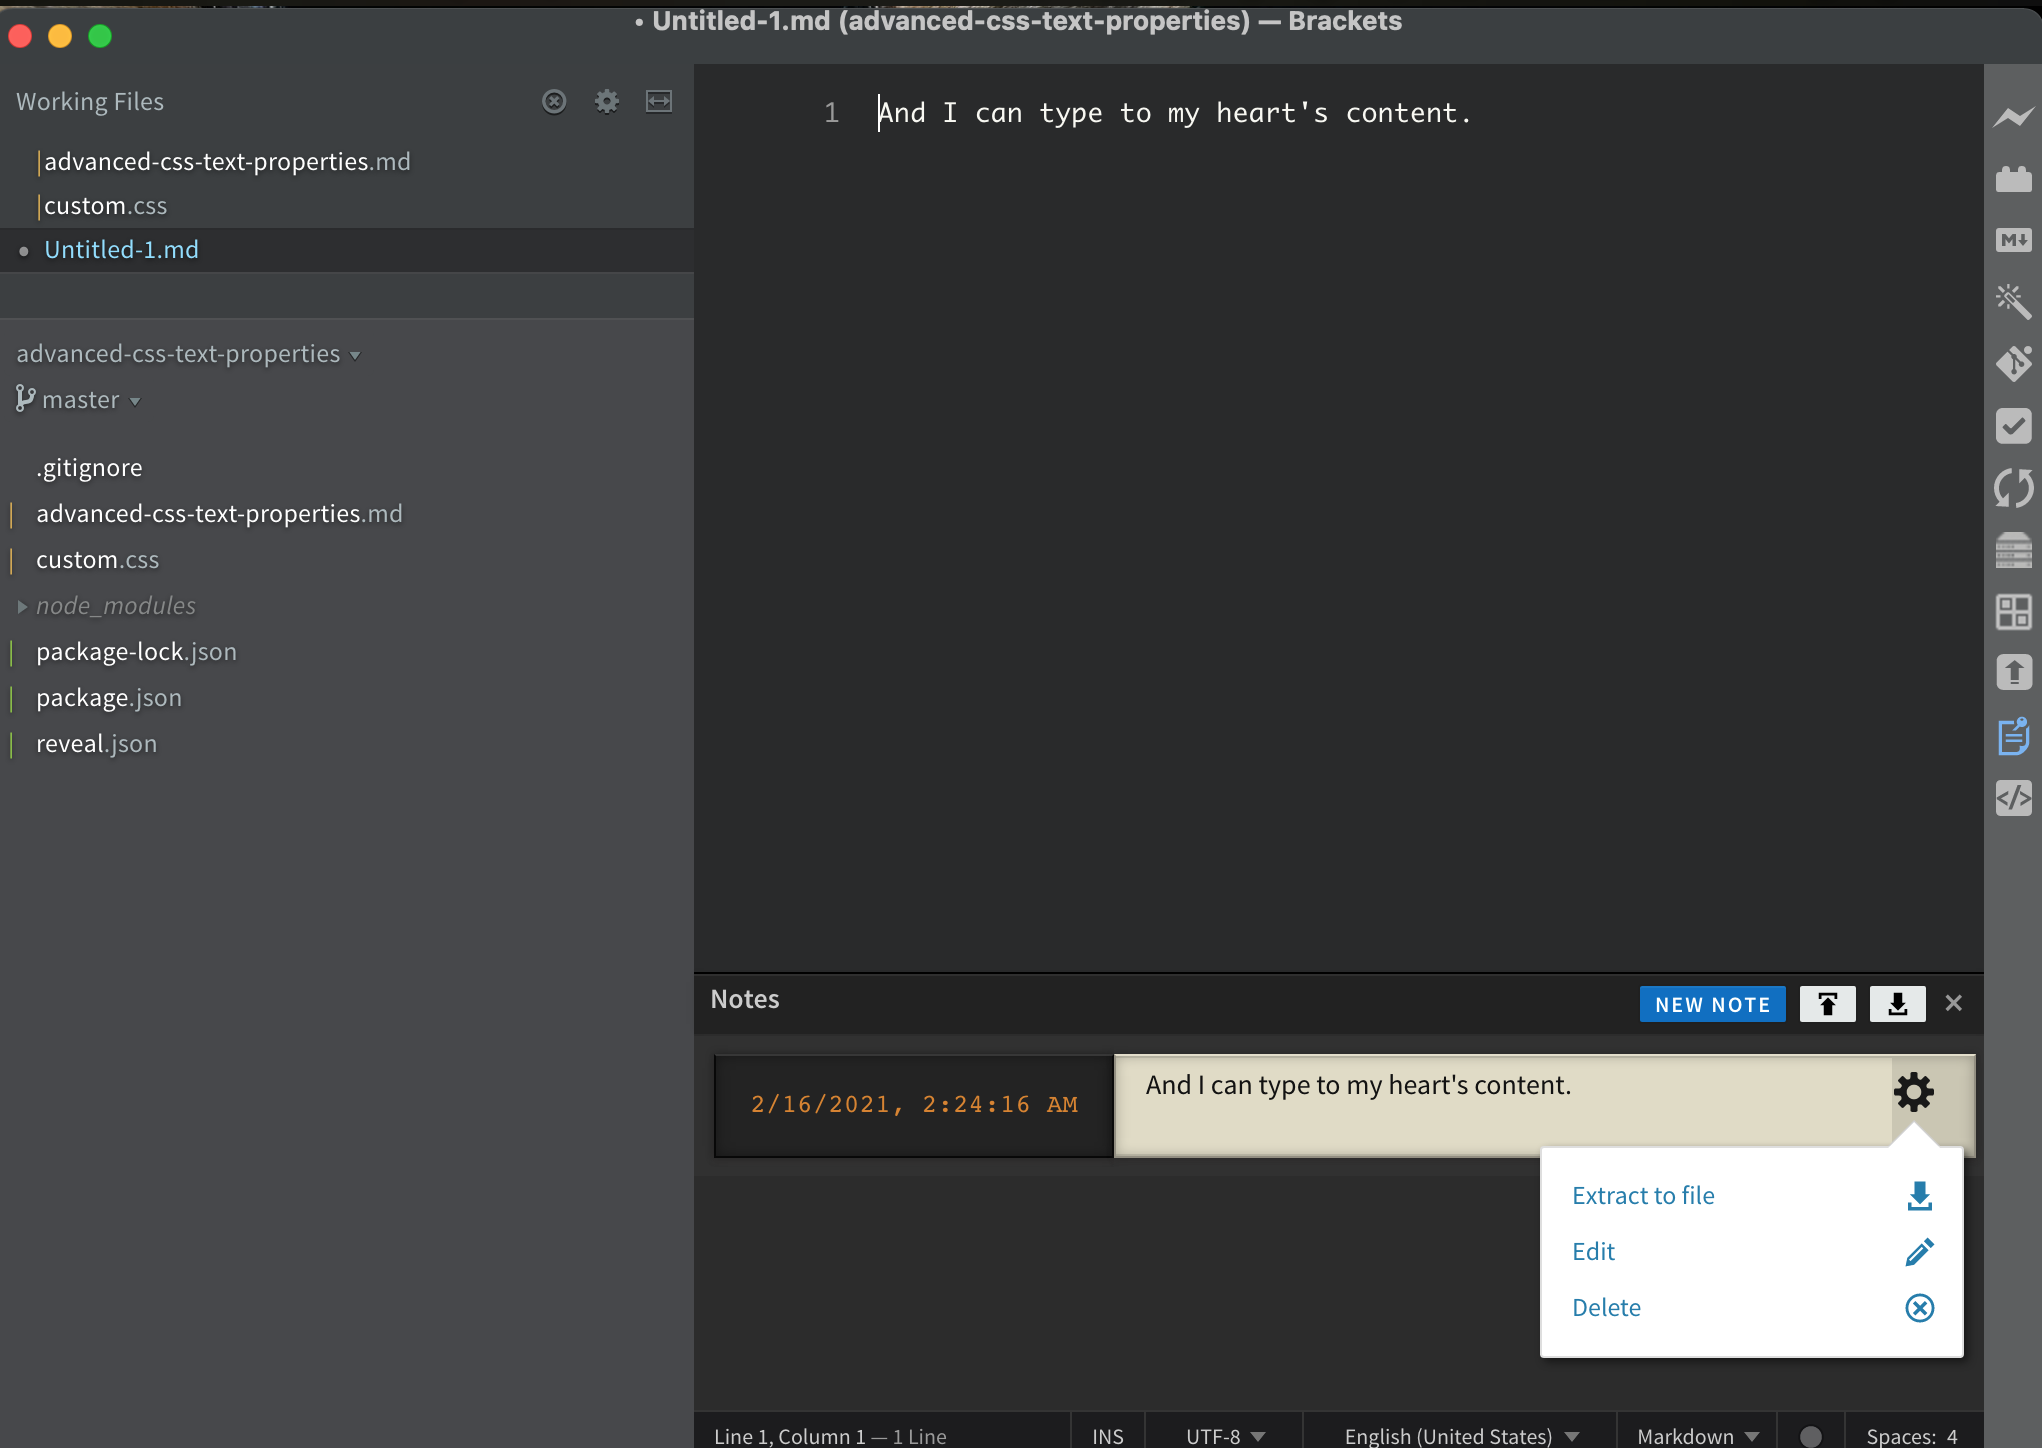 • Untitled-1.md (advanced-css-text-properties) — Brackets
Working Files
advanced-css-text-properties.md
custom.css
Untitled-1.md
advanced-css-text-properties
master
.gitignore
advanced-css-text-properties.md
custom.css
node_modules
package-lock.json
package.json
reveal.json
1 And I can type to my heart's content.
M
</>
Notes
NEW NOTE
2/16/2021, 2:24:16 AM
And I can type to my heart's content.
Extract to file
Edit
Delete
Line 1, Column 1 — 1 Line
INS
UTF-8
English (United States)
Markdown
Spaces: 4